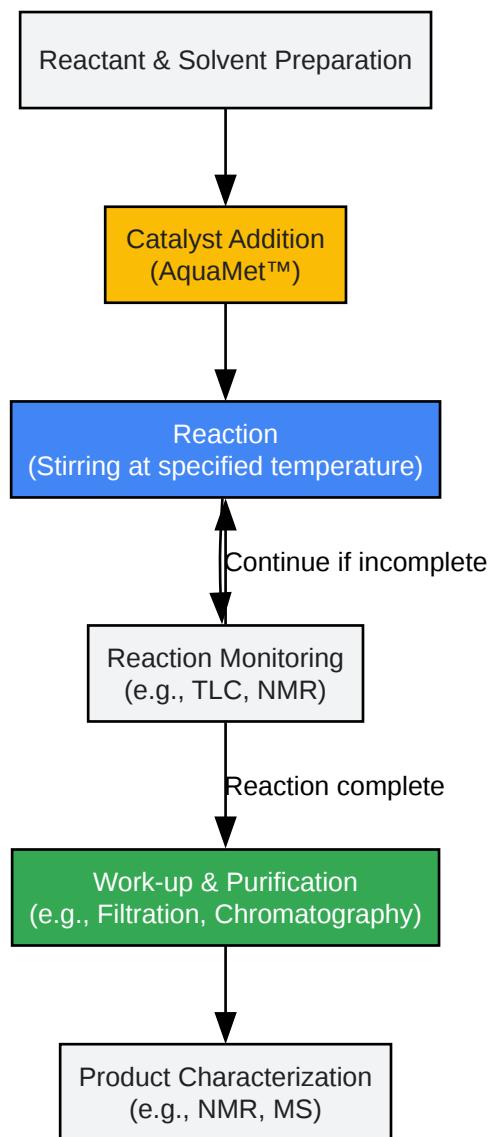 Reactant & Solvent Preparation
Catalyst Addition
(AquaMet™)
Reaction
(Stirring at specified temperature)
Continue if incomplete
Reaction Monitoring
(e.g., TLC, NMR)
Reaction complete
Work-up & Purification
(e.g., Filtration, Chromatography)
Product Characterization
(e.g., NMR, MS)